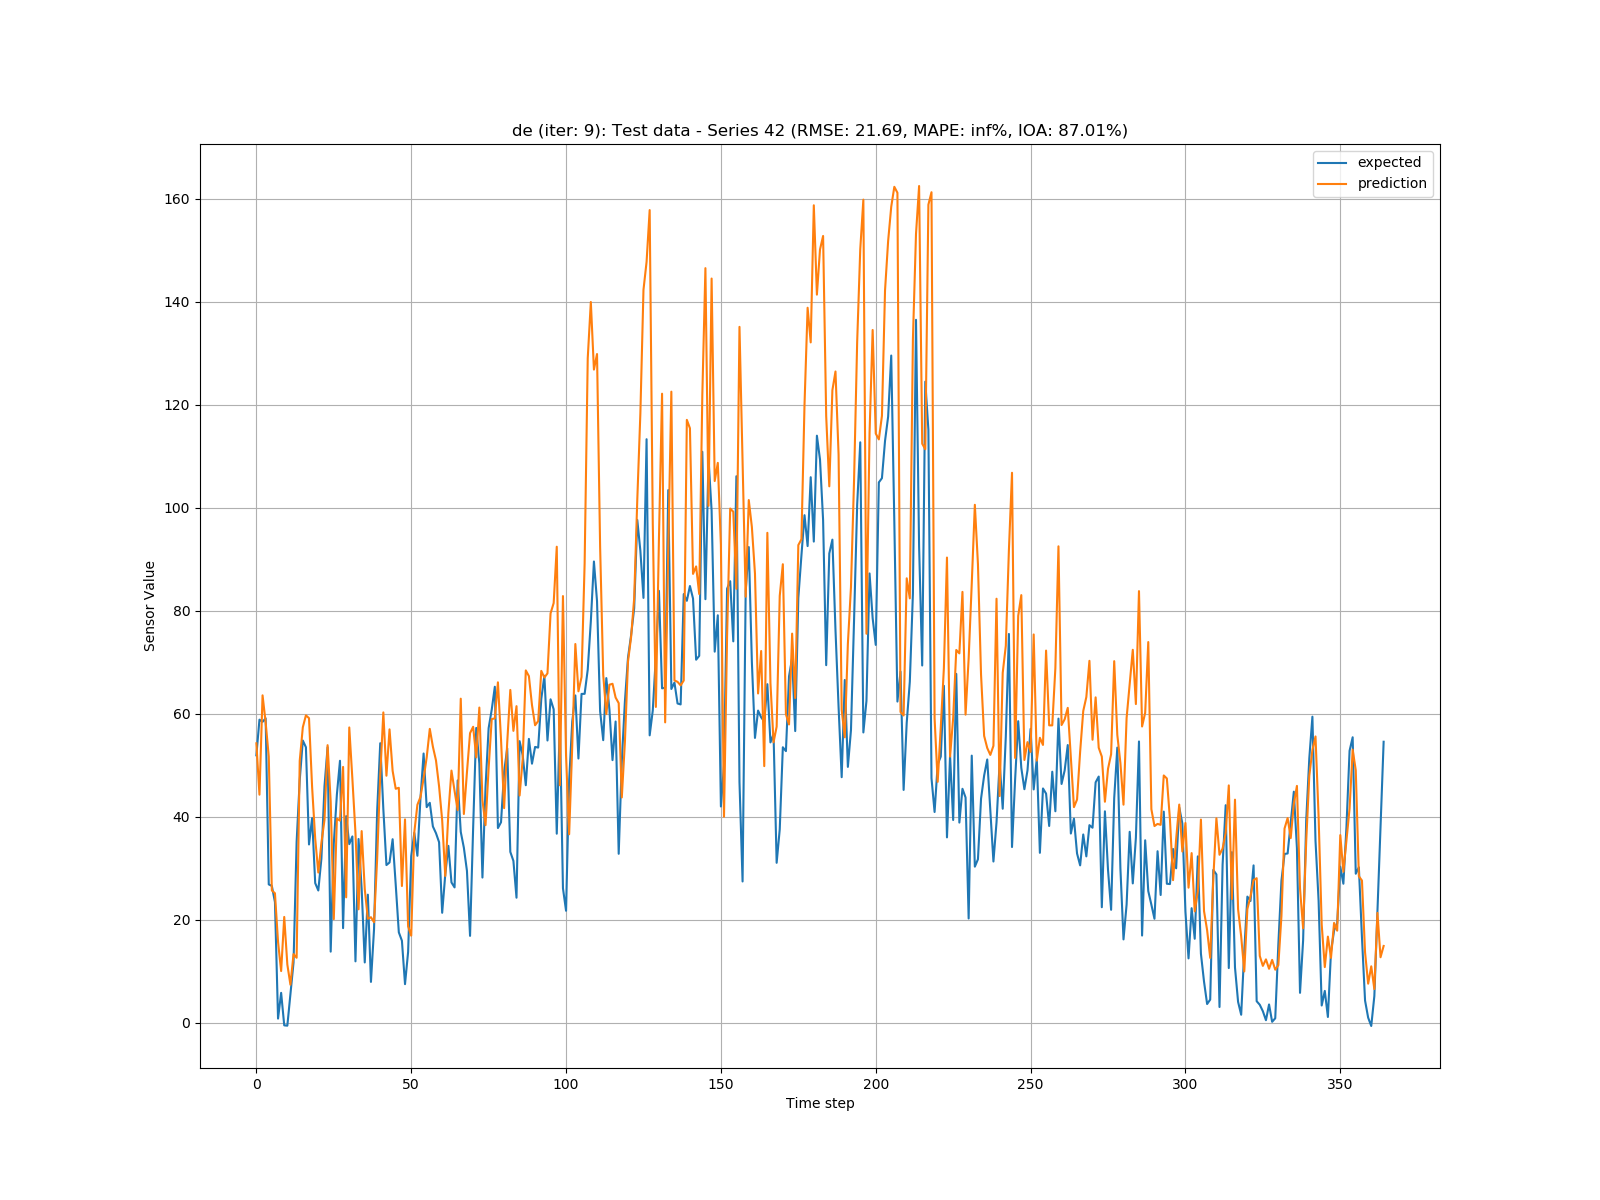 de (iter: 9): Test data - Series 42 (RMSE: 21.69, MAPE: inf%, IOA: 87.01%)
expected
prediction
160
140
120
100
80
60
40
20
0
Sensor Value
0 50 100 150 200 250 300 350
Time step